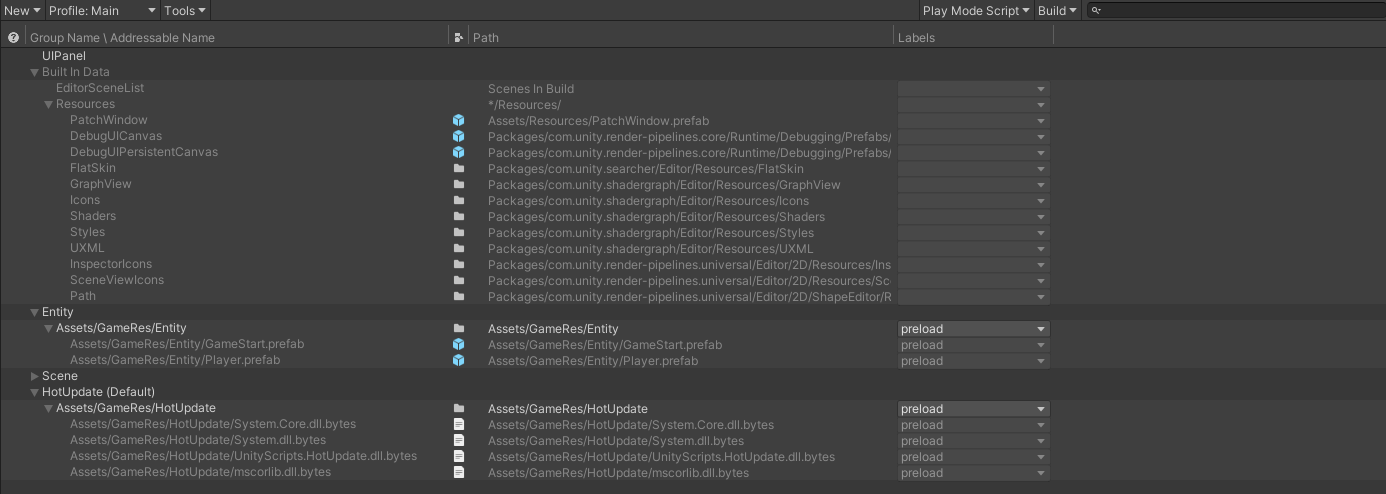 New Profile: Main Tools Play Mode Script Build
Group Name \ Addressable Name Path Labels
UIPanel
Built In Data
EditorSceneList Scenes In Build
Resources */Resources/
PatchWindow Assets/Resources/PatchWindow.prefab
DebugUICanvas Packages/com.unity.render-pipelines.core/Runtime/Debugging/Prefabs/
DebugUIPersistentCanvas Packages/com.unity.render-pipelines.core/Runtime/Debugging/Prefabs/
FlatSkin Packages/com.unity.searcher/Editor/Resources/FlatSkin
GraphView Packages/com.unity.shadergraph/Editor/Resources/GraphView
Icons Packages/com.unity.shadergraph/Editor/Resources/Icons
Shaders Packages/com.unity.shadergraph/Editor/Resources/Shaders
Styles Packages/com.unity.shadergraph/Editor/Resources/Styles
UXML Packages/com.unity.shadergraph/Editor/Resources/UXML
InspectorIcons Packages/com.unity.render-pipelines.universal/Editor/2D/Resources/Ins
SceneViewIcons Packages/com.unity.render-pipelines.universal/Editor/2D/Resources/Sc
Path Packages/com.unity.render-pipelines.universal/Editor/2D/ShapeEditor/R
Entity
Assets/GameRes/Entity Assets/GameRes/Entity preload
Assets/GameRes/Entity/GameStart.prefab Assets/GameRes/Entity/GameStart.prefab preload
Assets/GameRes/Entity/Player.prefab Assets/GameRes/Entity/Player.prefab preload
Scene
HotUpdate (Default)
Assets/GameRes/HotUpdate Assets/GameRes/HotUpdate preload
Assets/GameRes/HotUpdate/System.Core.dll.bytes Assets/GameRes/HotUpdate/System.Core.dll.bytes preload
Assets/GameRes/HotUpdate/System.dll.bytes Assets/GameRes/HotUpdate/System.dll.bytes preload
Assets/GameRes/HotUpdate/UnityScripts.HotUpdate.dll.bytes Assets/GameRes/HotUpdate/UnityScripts.HotUpdate.dll.bytes preload
Assets/GameRes/HotUpdate/mscorlib.dll.bytes Assets/GameRes/HotUpdate/mscorlib.dll.bytes preload